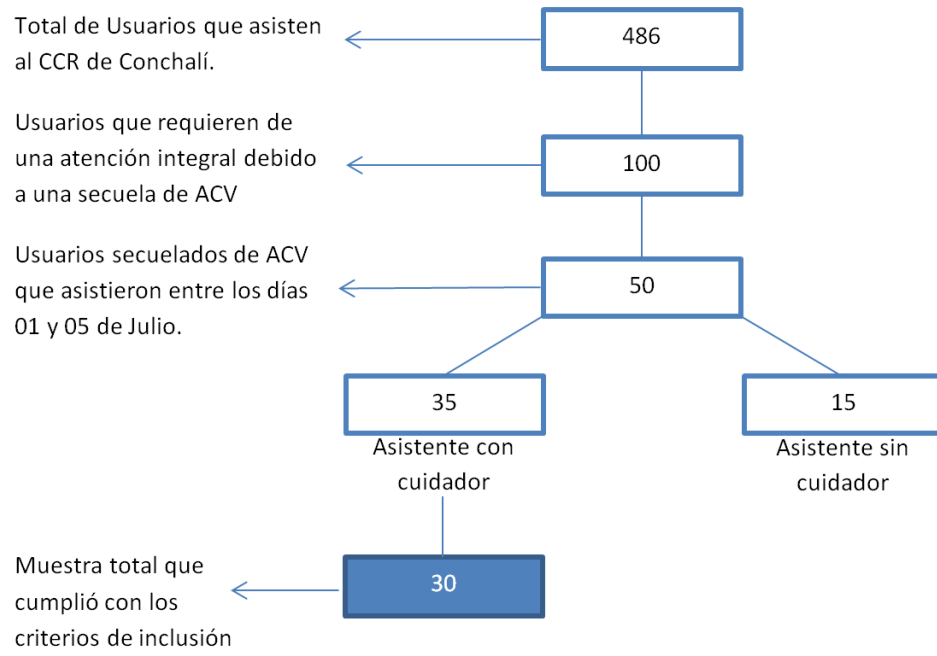 Total de Usuarios que asisten
al CCR de Conchalí.
486
Usuarios que requieren de
una atención integral debido
a una secuela de ACV
100
Usuarios secuelados de ACV
que asistieron entre los días
01 y 05 de Julio.
50
35
Asistente con
cuidador
15
Asistente sin
cuidador
Muestra total que
cumplió con los
criterios de inclusión
30